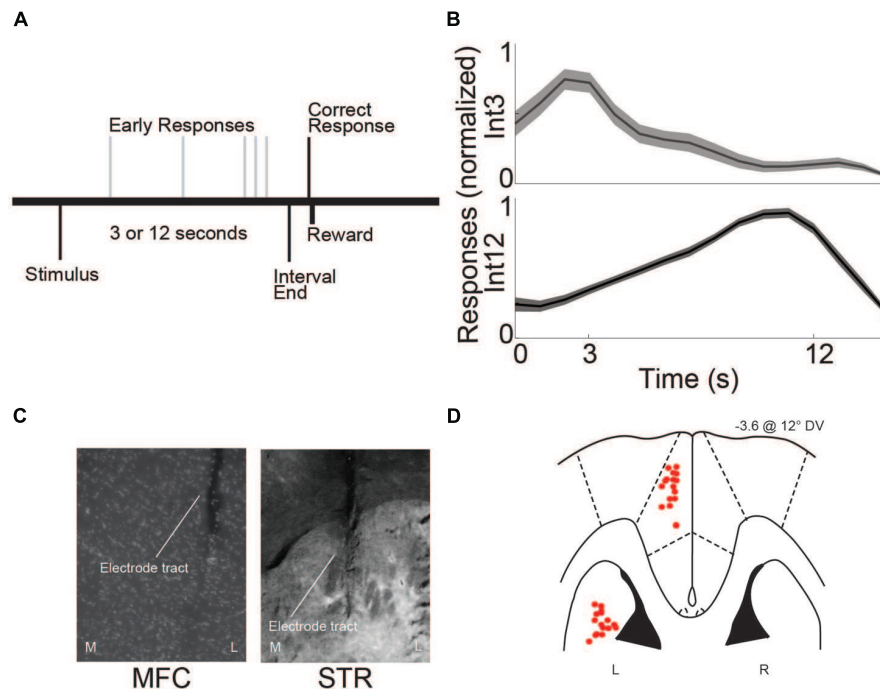 A
Early Responses
Correct
Response
3 or 12 seconds
Reward
Stimulus
Interval
End
B
Responses (normalized)
Int3
Int12
1
0
1
0
0 3 12
Time (s)
C
Electrode tract
M L
MFC
Electrode tract
M L
STR
D
-3.6 @ 12° DV
L R